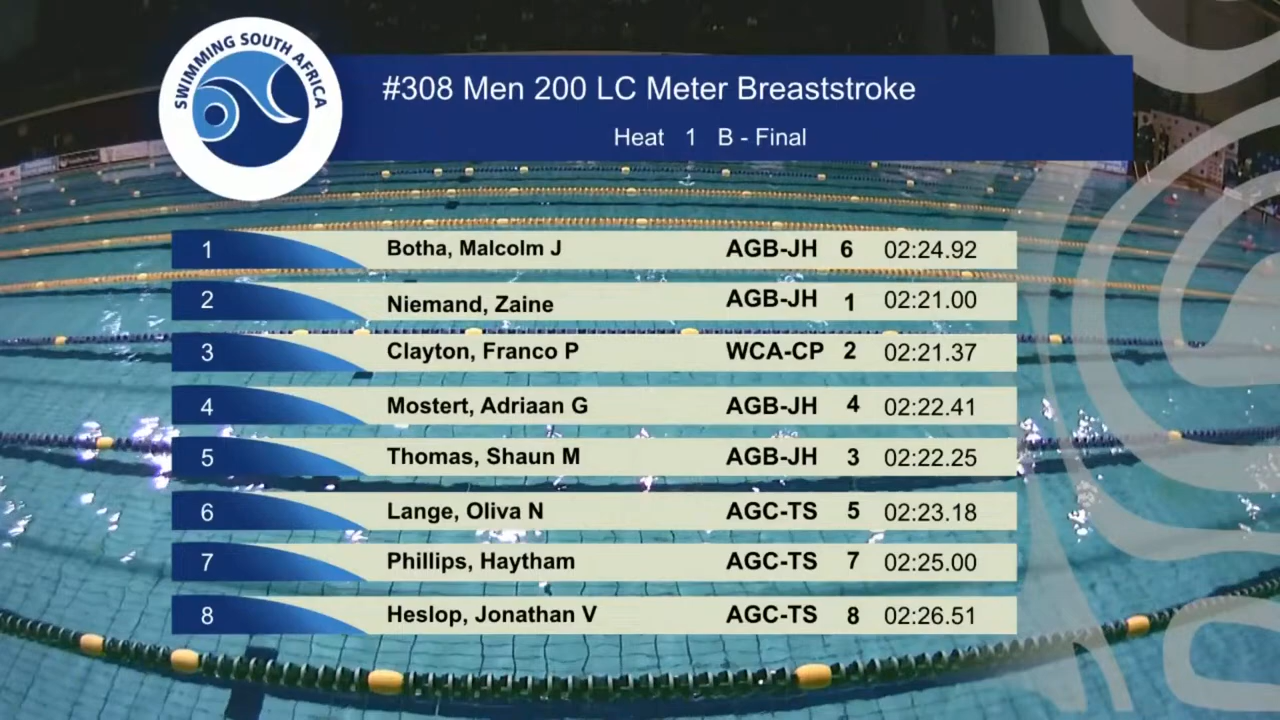 SWIMMING SOUTH AFRICA
#308 Men 200 LC Meter Breaststroke
Heat 1 B - Final
1 Botha, Malcolm J AGB-JH 6 02:24.92
2 Niemand, Zaine AGB-JH 1 02:21.00
3 Clayton, Franco P WCA-CP 2 02:21.37
4 Mostert, Adriaan G AGB-JH 4 02:22.41
5 Thomas, Shaun M AGB-JH 3 02:22.25
6 Lange, Oliva N AGC-TS 5 02:23.18
7 Phillips, Haytham AGC-TS 7 02:25.00
8 Heslop, Jonathan V AGC-TS 8 02:26.51